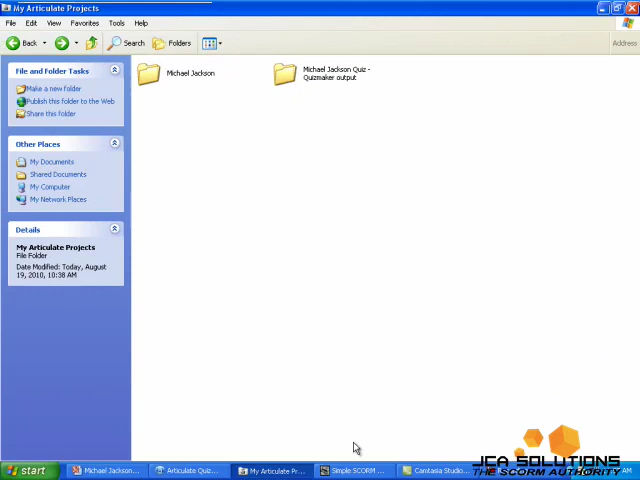 My Articulate Projects
File Edit View Favorites Tools Help
Back Search Folders Address
File and Folder Tasks
Make a new folder
Publish this folder to the Web
Share this folder
Other Places
My Documents
Shared Documents
My Computer
My Network Places
Details
My Articulate Projects
File Folder
Date Modified: Today, August
19, 2010, 10:38 AM
Michael Jackson
Michael Jackson Quiz -
Quizmaker output
JCA SOLUTIONS
THE SCORM AUTHORITY
start Michael Jackson... Articulate Quiz... My Articulate Pr... Simple SCORM ... Camtasia Studio... AM